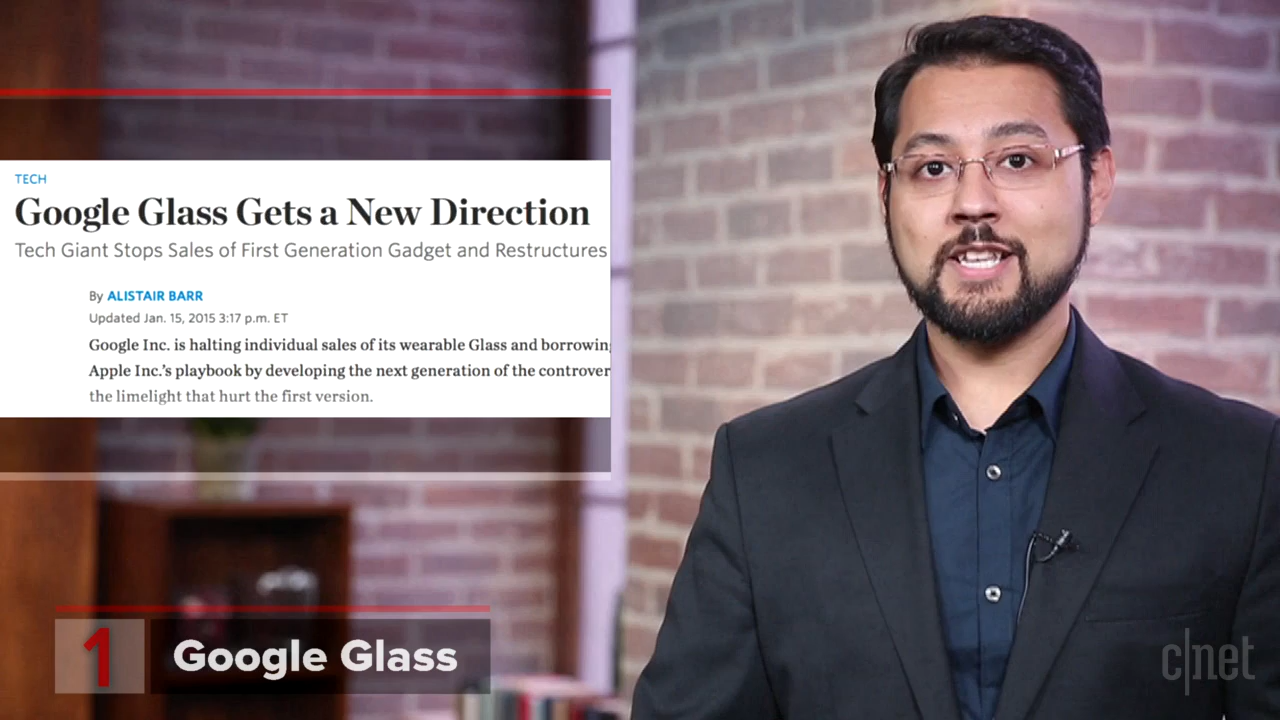 TECH
Google Glass Gets a New Direction
Tech Giant Stops Sales of First Generation Gadget and Restructures
By ALISTAIR BARR
Updated Jan. 15, 2015 3:17 p.m. ET
Google Inc. is halting individual sales of its wearable Glass and borrowing
Apple Inc.'s playbook by developing the next generation of the controver
the limelight that hurt the first version.
1 Google Glass
c|net